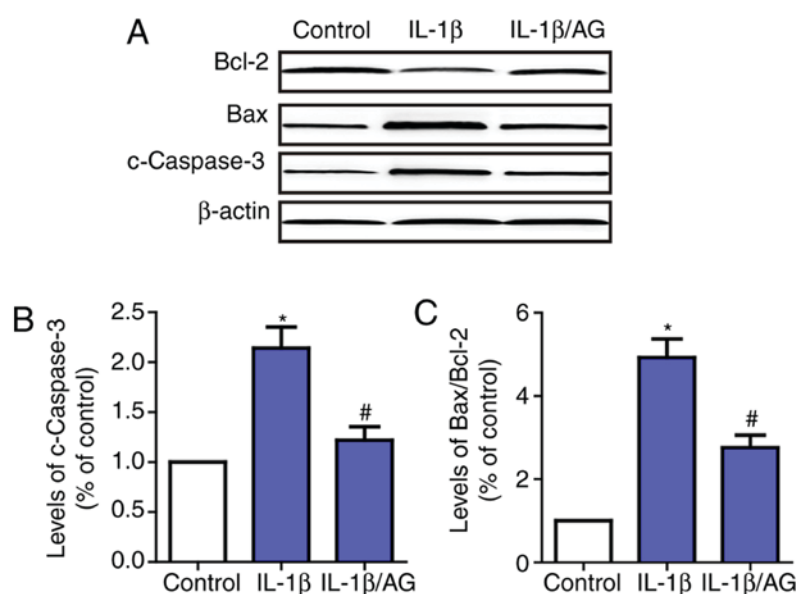 A
Control IL-1β IL-1β/AG
Bcl-2
Bax
c-Caspase-3
β-actin
B
Levels of c-Caspase-3
(% of control)
2.5
2.0
1.5
1.0
0.5
0.0
*
#
Control IL-1β IL-1β/AG
C
Levels of Bax/Bcl-2
(% of control)
6
4
2
0
*
#
Control IL-1β IL-1β/AG